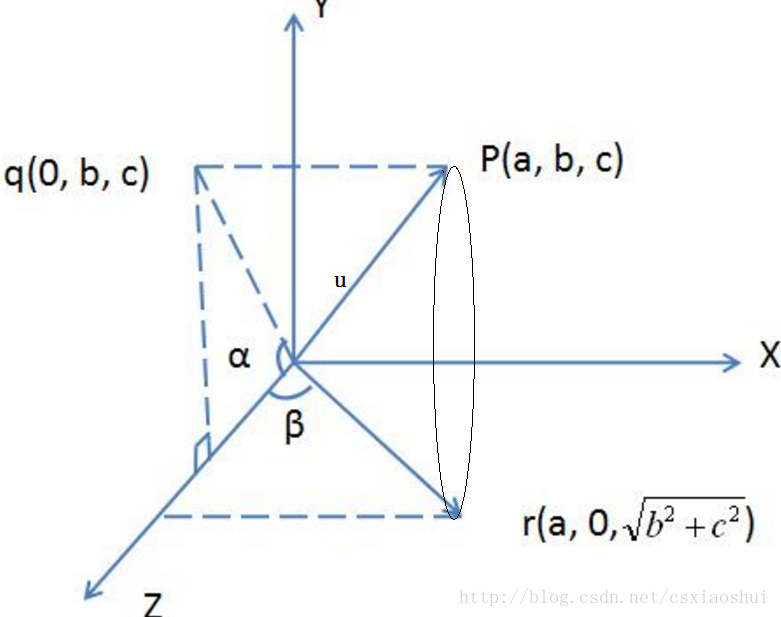 Y
q(0, b, c)
P(a, b, c)
u
α
X
β
r(a, 0, √b² + c²)
Z
http://blog.csdn.net/csxiaoshui